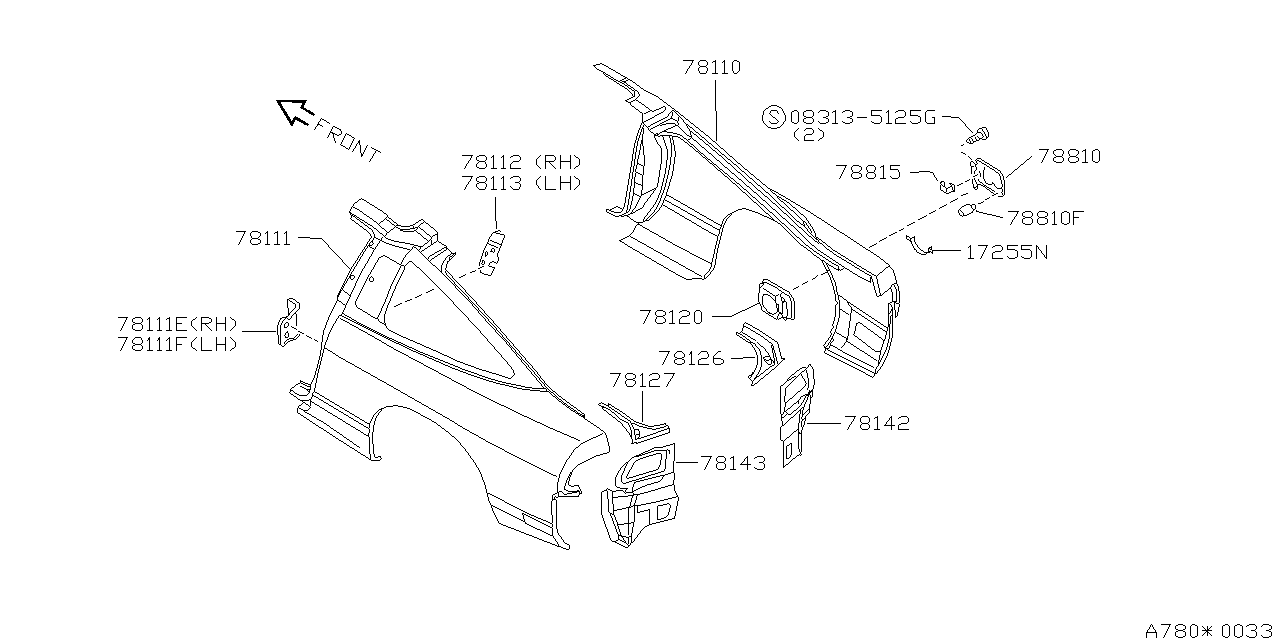 78110
S 08313-5125G
(2)
FRONT
78112 (RH)
78113 (LH)
78815
78810
78810F
78111
17255N
78120
78111E(RH)
78111F(LH)
78126
78127
78142
78143
A780* 0033